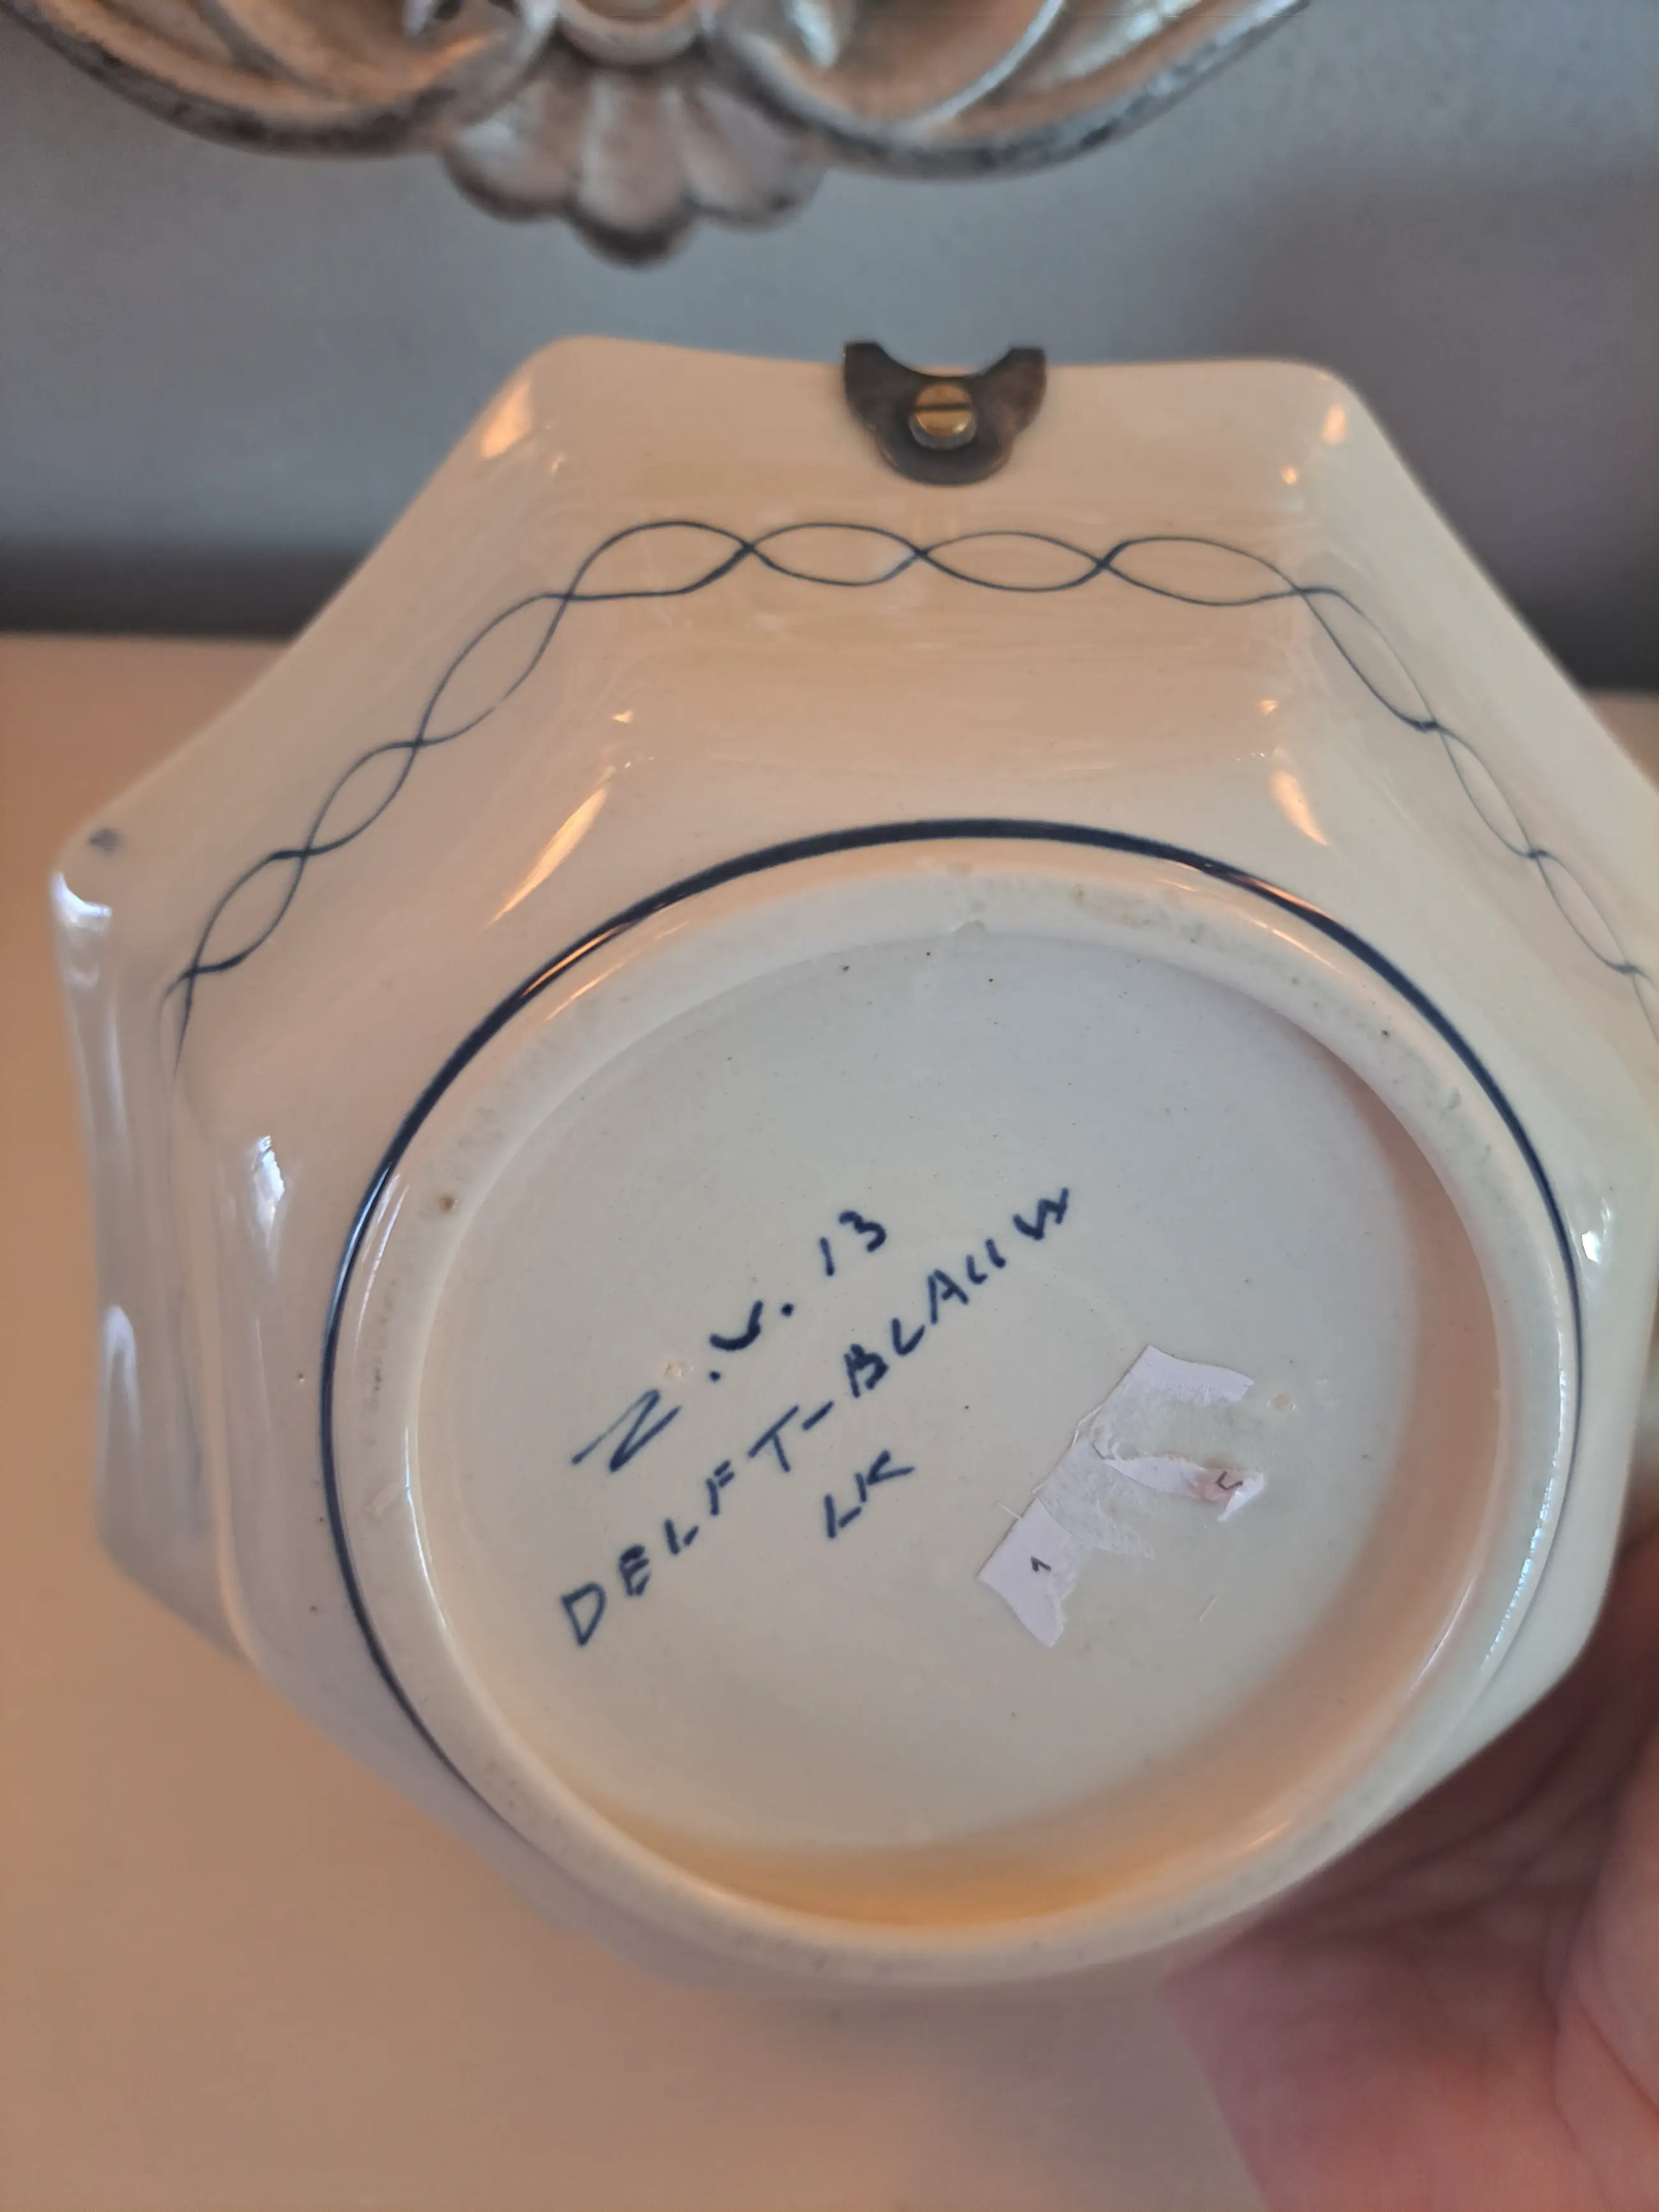 Z.V. 13
DELFT-BLAUW
LK